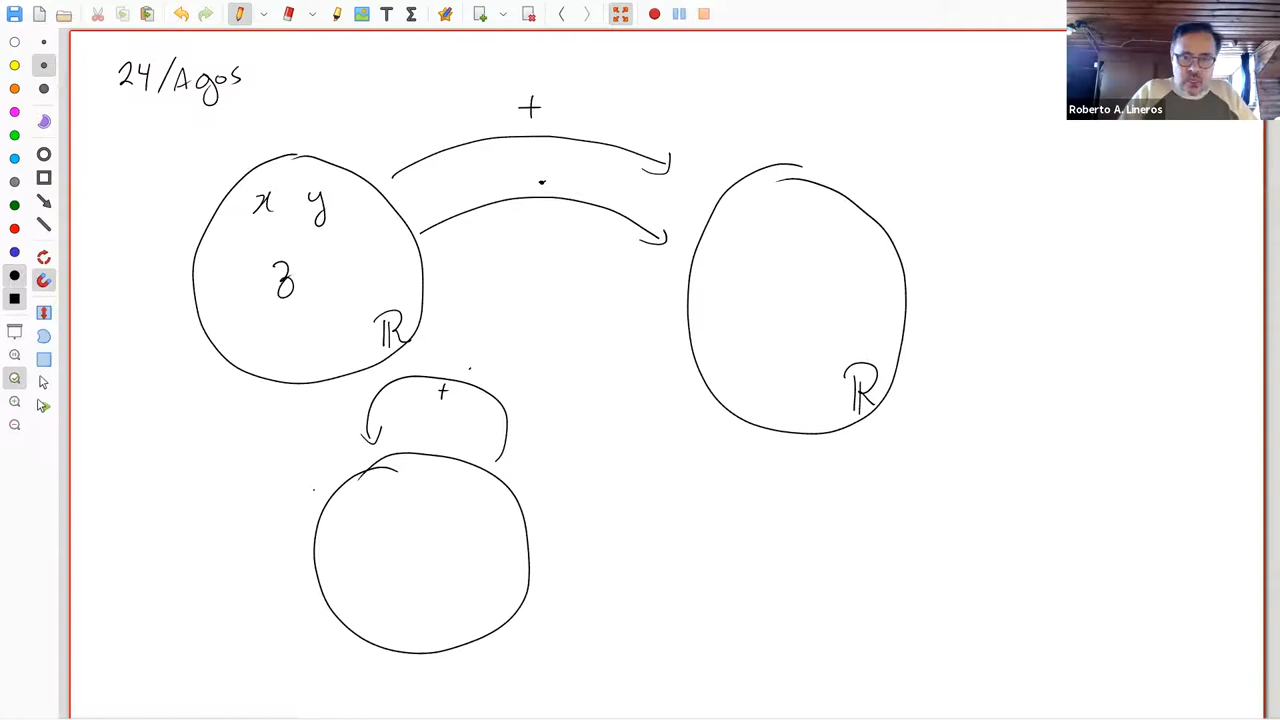 24/Agos
+
Roberto A. Lineros
·
x y
z
ℝ
ℝ
+